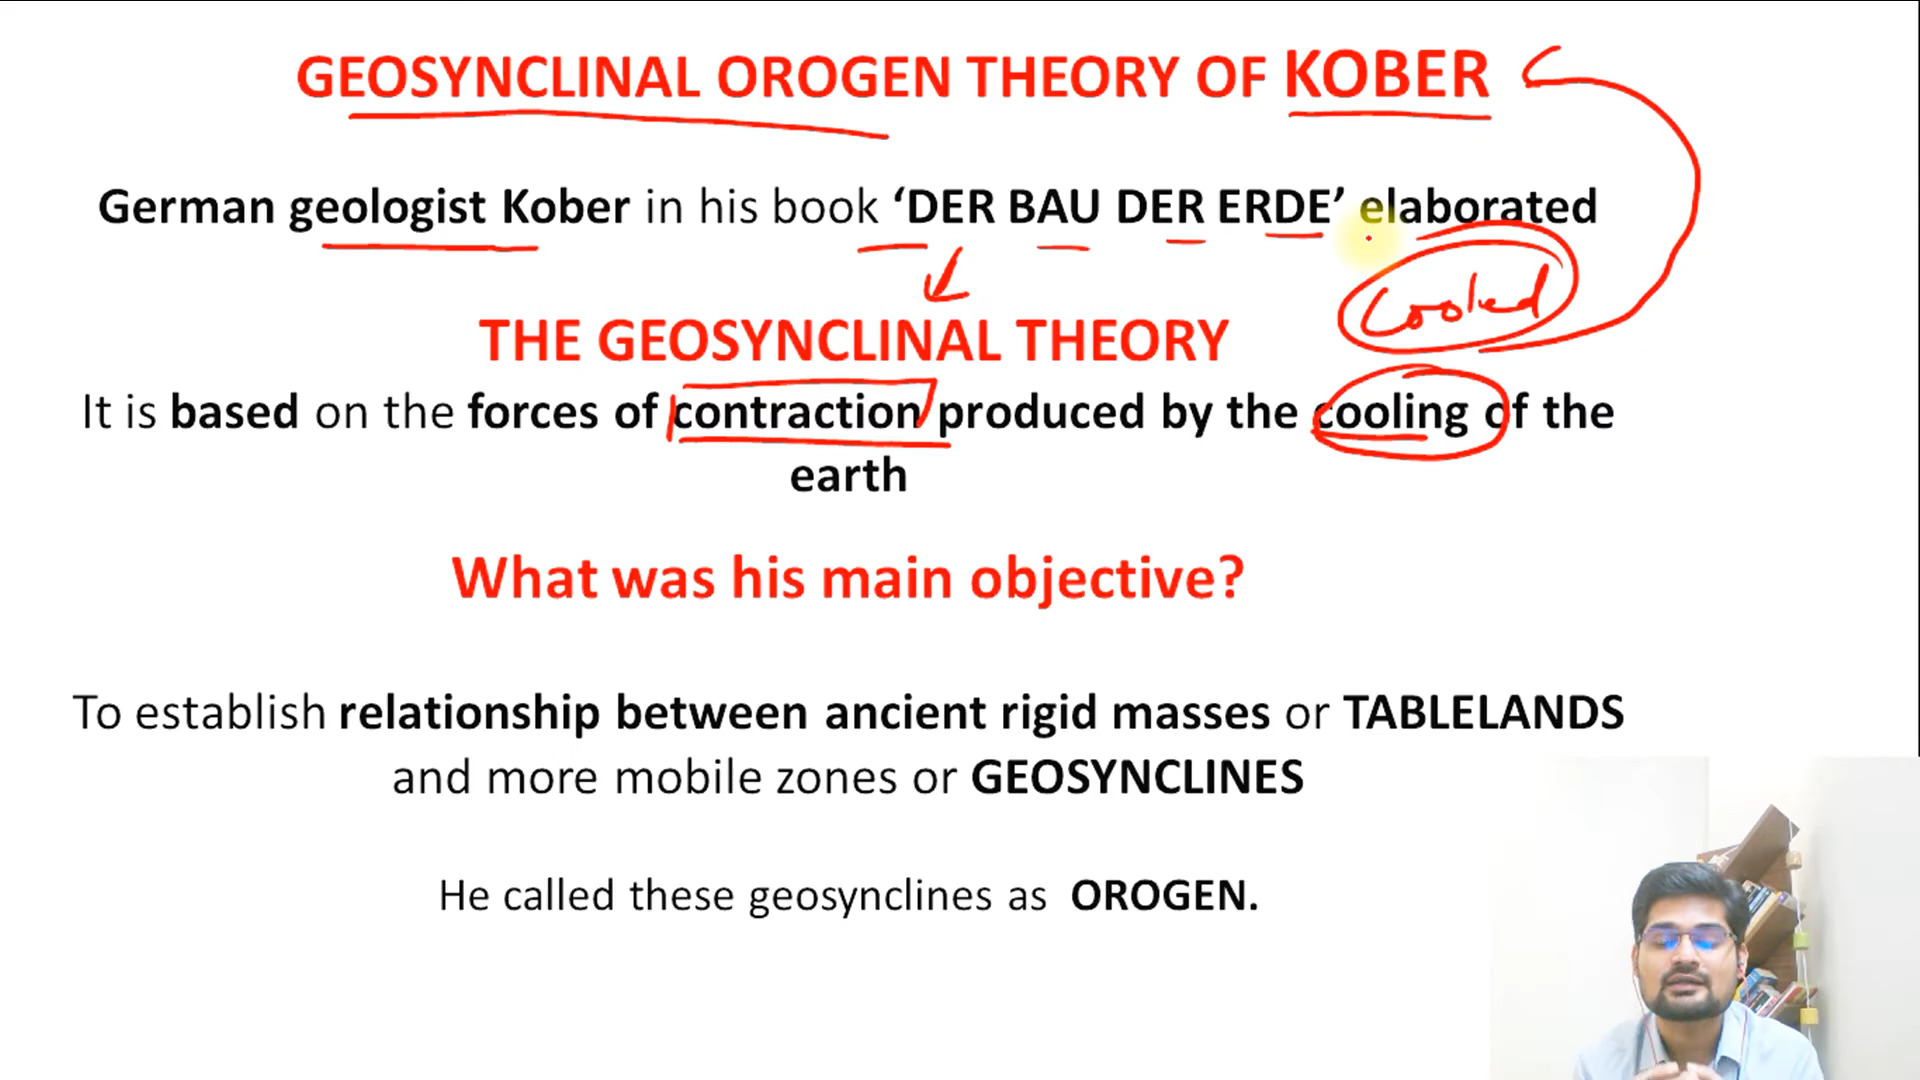 GEOSYNCLINAL OROGEN THEORY OF KOBER
German geologist Kober in his book ‘DER BAU DER ERDE’ elaborated
cooled
THE GEOSYNCLINAL THEORY
It is based on the forces of contraction produced by the cooling of the
earth
What was his main objective?
To establish relationship between ancient rigid masses or TABLELANDS
and more mobile zones or GEOSYNCLINES
He called these geosynclines as OROGEN.